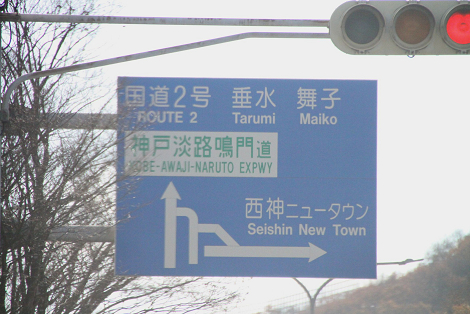 国道2号 垂水 舞子
ROUTE 2 Tarumi Maiko
神戸淡路鳴門道
KOBE-AWAJI-NARUTO EXPWY
西神ニュータウン
Seishin New Town